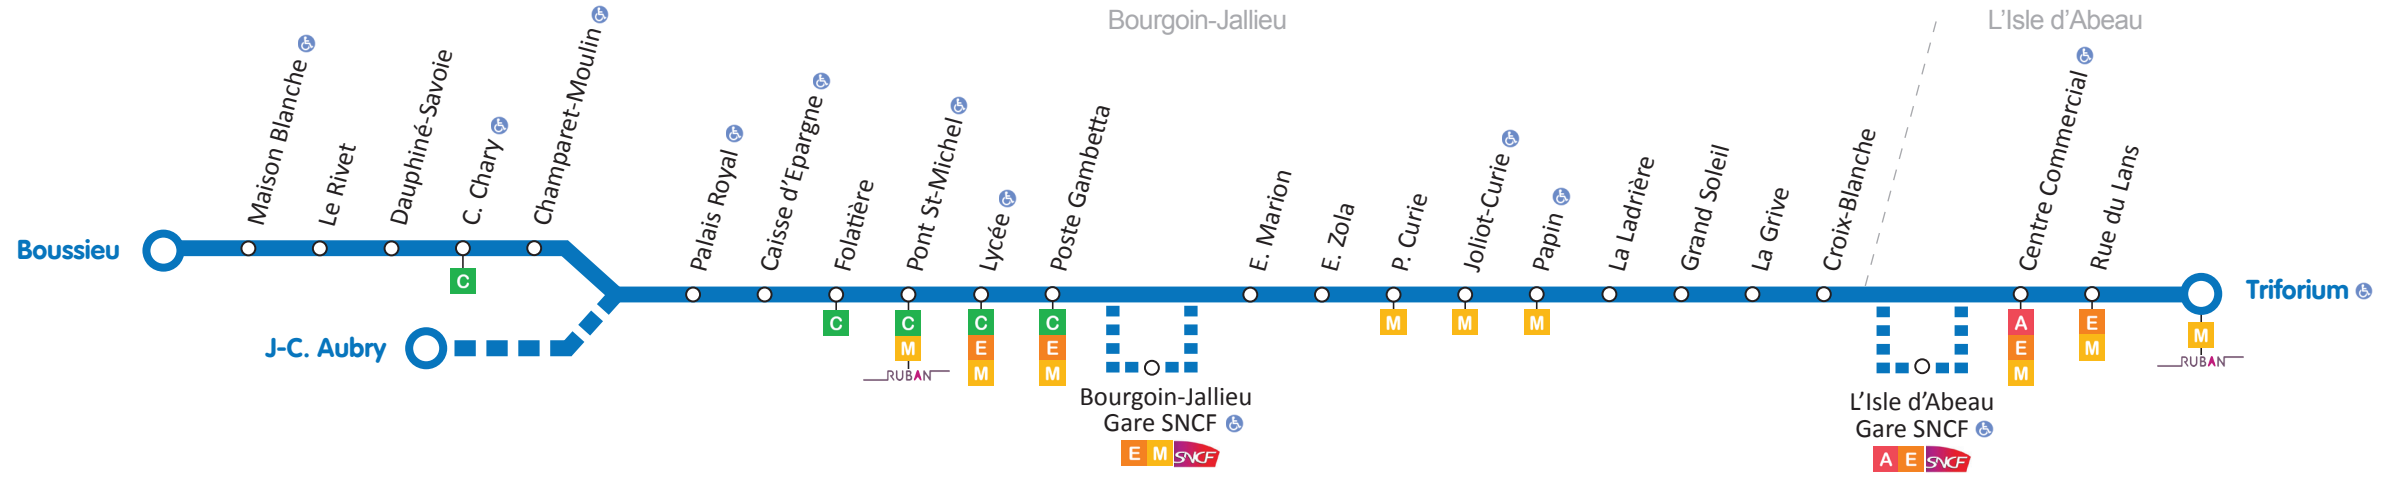 Bourgoin-Jallieu
L'Isle d'Abeau
Boussieu
Maison Blanche
Le Rivet
Dauphiné-Savoie
C. Chary
C
Champaret-Moulin
J-C. Aubry
Palais Royal
Caisse d'Epargne
Folatière
C
Pont St-Michel
C
M
RUBAN
Lycée
C
E
M
Poste Gambetta
C
E
M
Bourgoin-Jallieu
Gare SNCF
E M SNCF
E. Marion
E. Zola
P. Curie
M
Joliot-Curie
M
Papin
M
La Ladrière
Grand Soleil
La Grive
Croix-Blanche
L'Isle d'Abeau
Gare SNCF
A E SNCF
Centre Commercial
A
E
M
Rue du Lans
E
M
Triforium
M
RUBAN